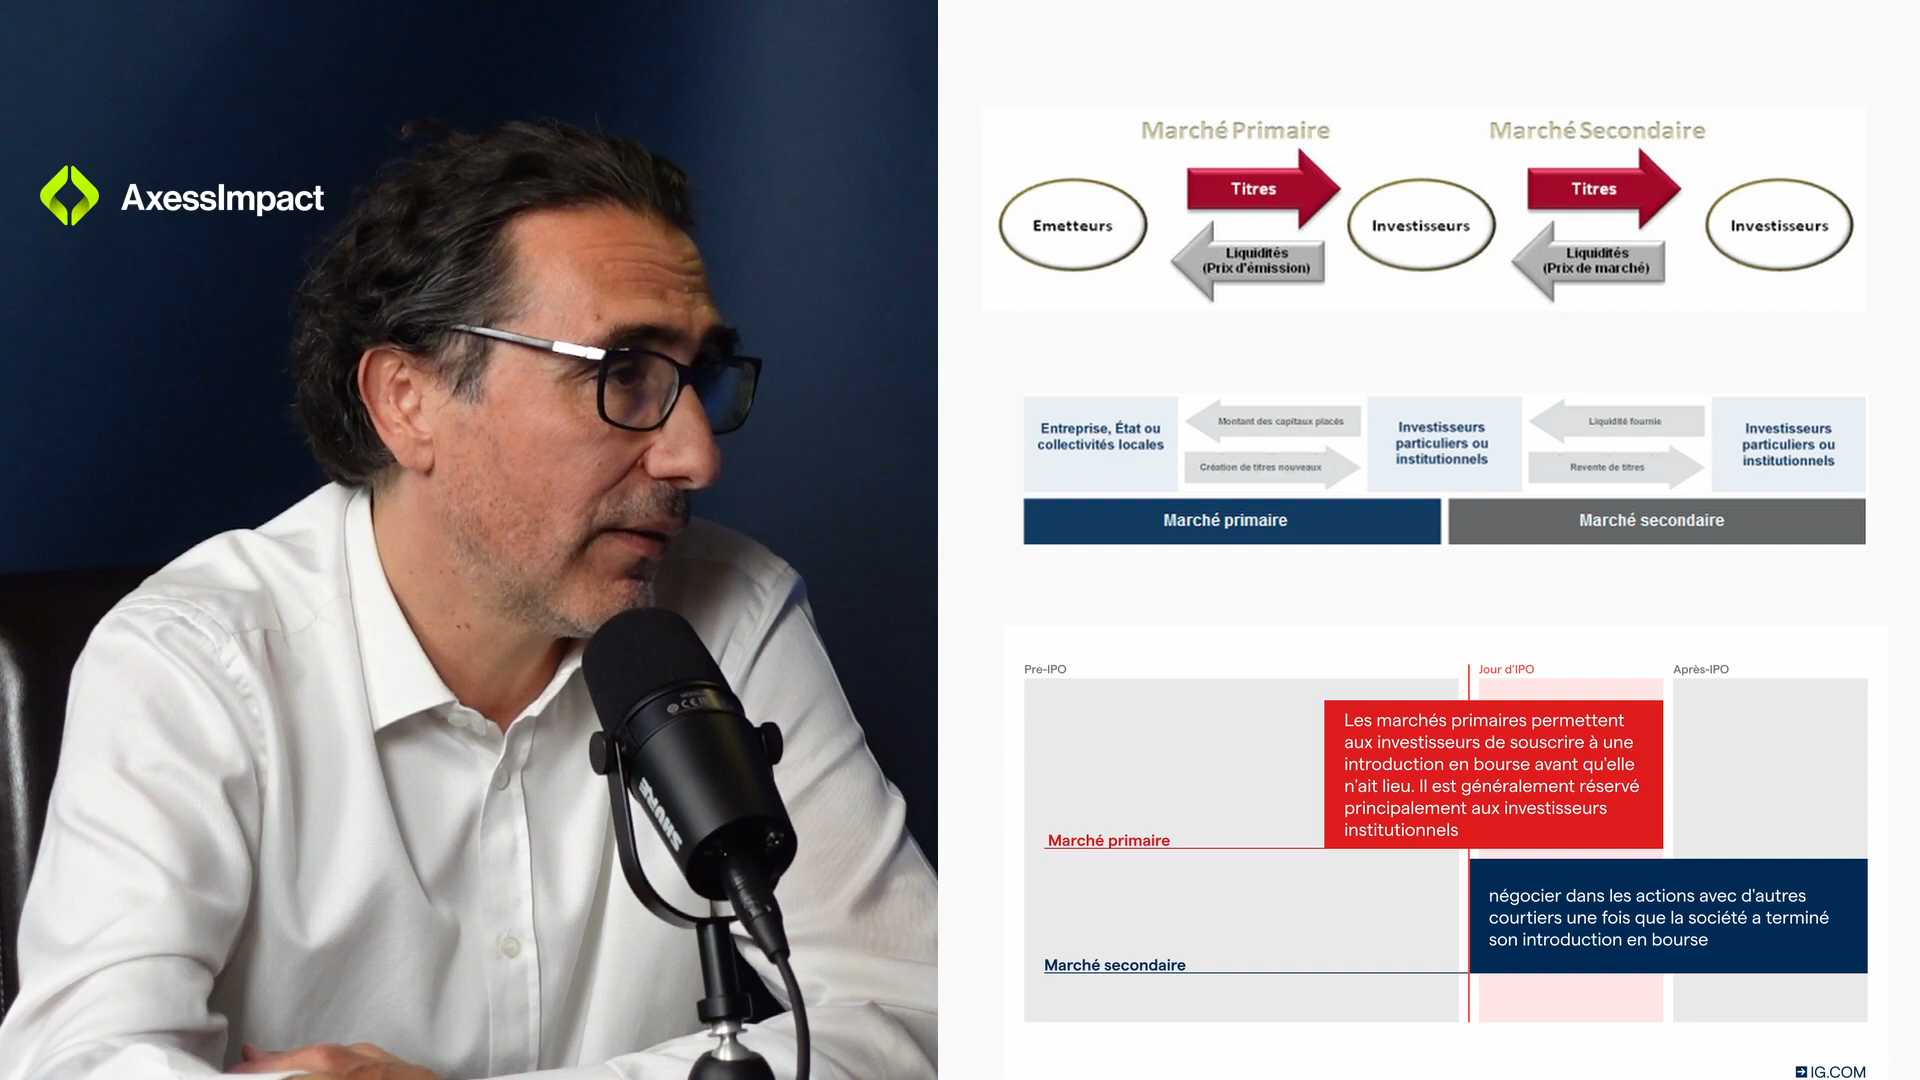 AxessImpact
SHURE
Marché Primaire
Marché Secondaire
Titres
Titres
Emetteurs
Investisseurs
Investisseurs
Liquidités
(Prix d'émission)
Liquidités
(Prix de marché)
Entreprise, État ou
collectivités locales
Montant des capitaux placés
Création de titres nouveaux
Investisseurs
particuliers ou
institutionnels
Liquidité fournie
Revente de titres
Investisseurs
particuliers ou
institutionnels
Marché primaire
Marché secondaire
Pre-IPO
Jour d'IPO
Après-IPO
Les marchés primaires permettent
aux investisseurs de souscrire à une
introduction en bourse avant qu'elle
n'ait lieu. Il est généralement réservé
principalement aux investisseurs
institutionnels
Marché primaire
négocier dans les actions avec d'autres
courtiers une fois que la société a terminé
son introduction en bourse
Marché secondaire
IG.COM